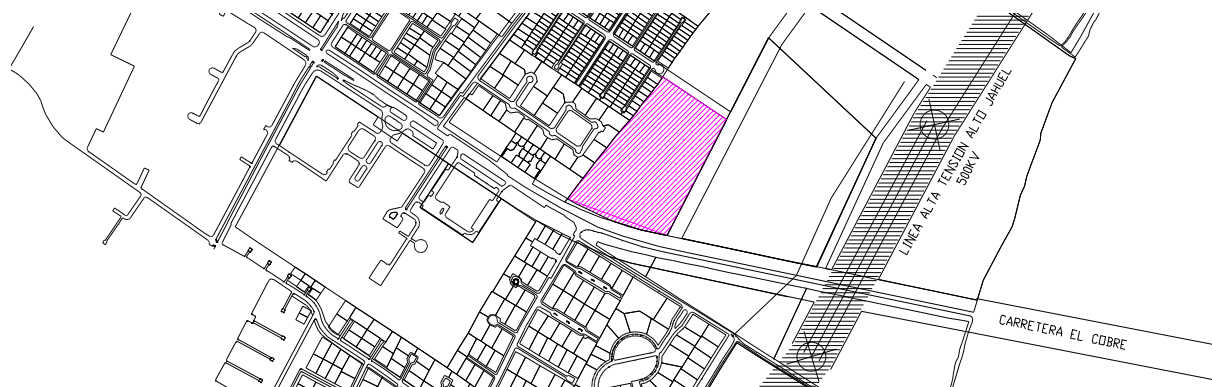 LINEA ALTA TENSION ALTO JAHUEL
500KV
CARRETERA EL COBRE